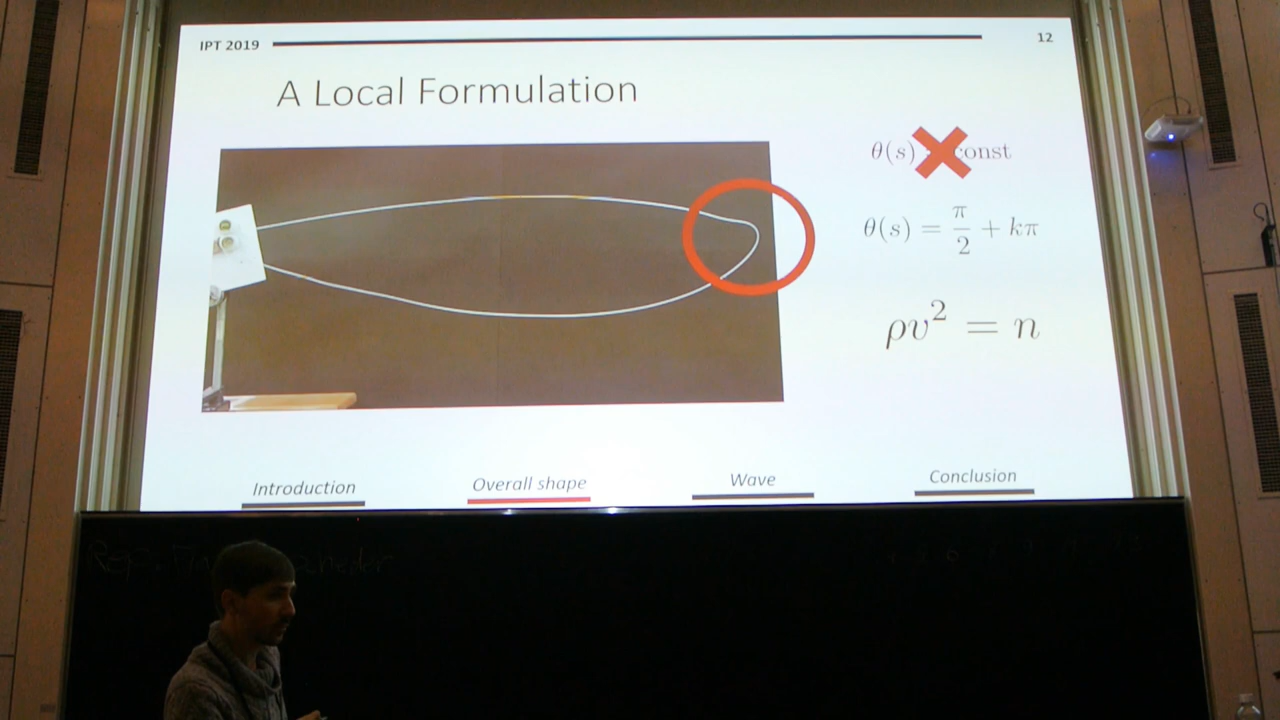 IPT 2019
12
A Local Formulation
θ(s) const
θ(s) = π/2 + kπ
ρv² = n
Introduction
Overall shape
Wave
Conclusion